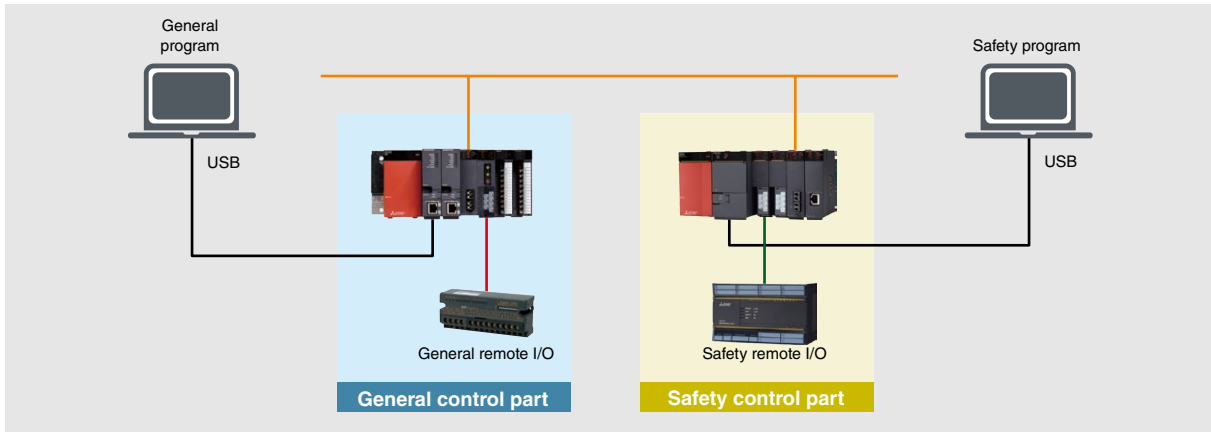 General
program
Safety program
USB
USB
General remote I/O
Safety remote I/O
General control part
Safety control part